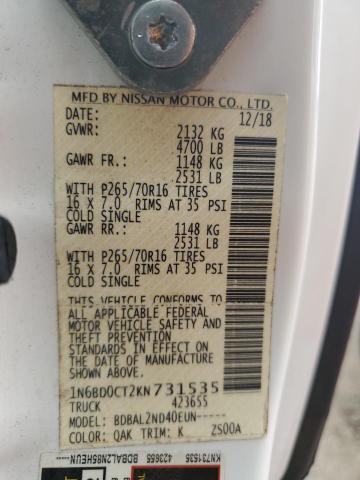 MFD BY NISSAN MOTOR CO., LTD.
DATE: 12/18
GVWR: 2132 KG
4700 LB
GAWR FR.: 1148 KG
2531 LB
WITH P265/70R16 TIRES
16 X 7.0 RIMS AT 35 PSI
COLD SINGLE
GAWR RR.: 1148 KG
2531 LB
WITH P265/70R16 TIRES
16 X 7.0 RIMS AT 35 PSI
COLD SINGLE
THIS VEHICLE CONFORMS TO
ALL APPLICABLE FEDERAL
MOTOR VEHICLE SAFETY
AND THEFT PREVENTION
STANDARDS IN EFFECT ON
THE DATE OF MANUFACTURE
SHOWN ABOVE.
1N6BD0CT2KN731535
TRUCK 423655
MODEL: BDBAL2ND40EUN-----
COLOR: QAK TRIM: K ZS00A
KN731535 423655 BDBAL2N86HEUN